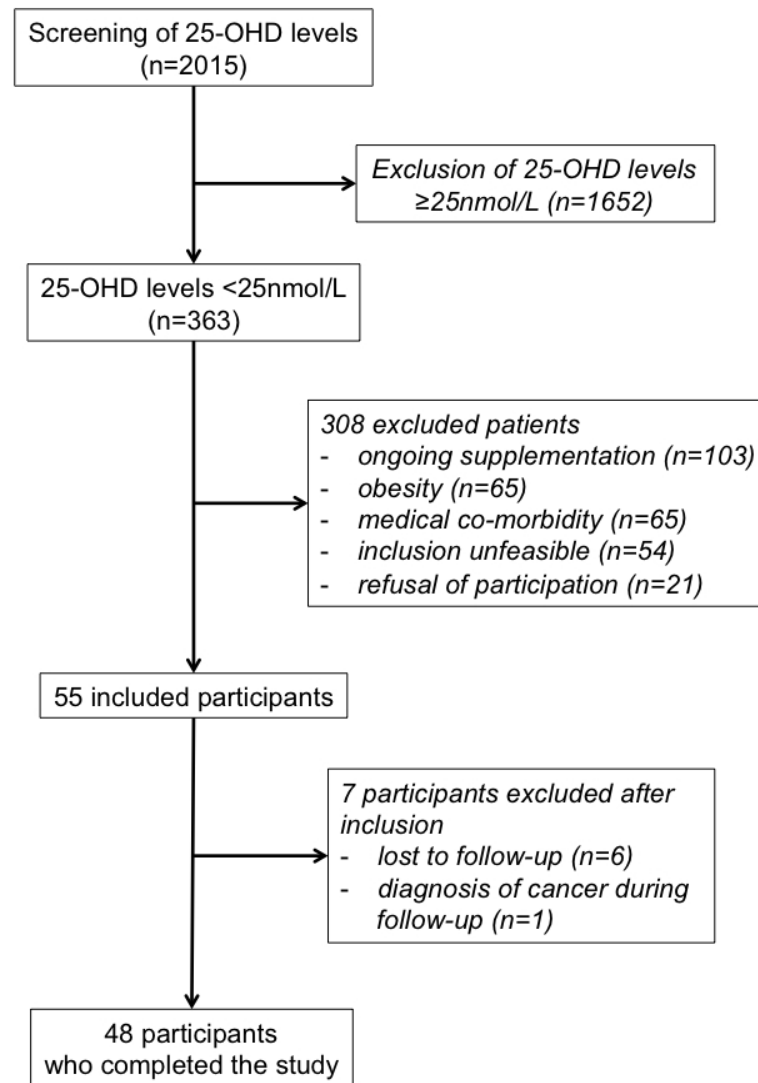 Screening of 25-OHD levels
(n=2015)
Exclusion of 25-OHD levels
≥25nmol/L (n=1652)
25-OHD levels <25nmol/L
(n=363)
308 excluded patients
- ongoing supplementation (n=103)
- obesity (n=65)
- medical co-morbidity (n=65)
- inclusion unfeasible (n=54)
- refusal of participation (n=21)
55 included participants
7 participants excluded after
inclusion
- lost to follow-up (n=6)
- diagnosis of cancer during
follow-up (n=1)
48 participants
who completed the study